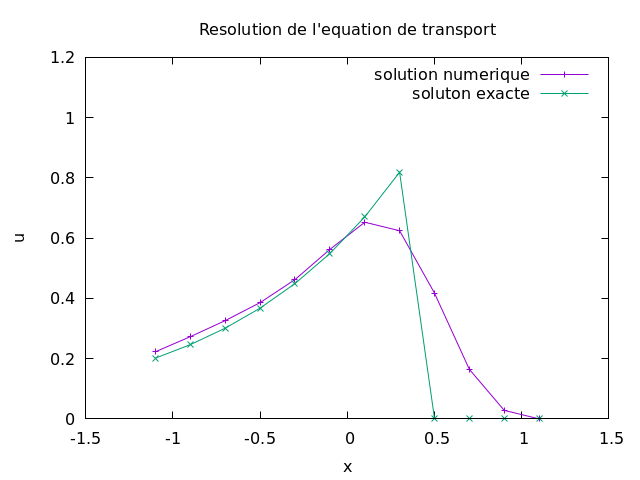 Resolution de l'equation de transport
1.2
solution numerique
soluton exacte
1
0.8
0.6
u
0.4
0.2
0
-1.5 -1 -0.5 0 0.5 1 1.5
x